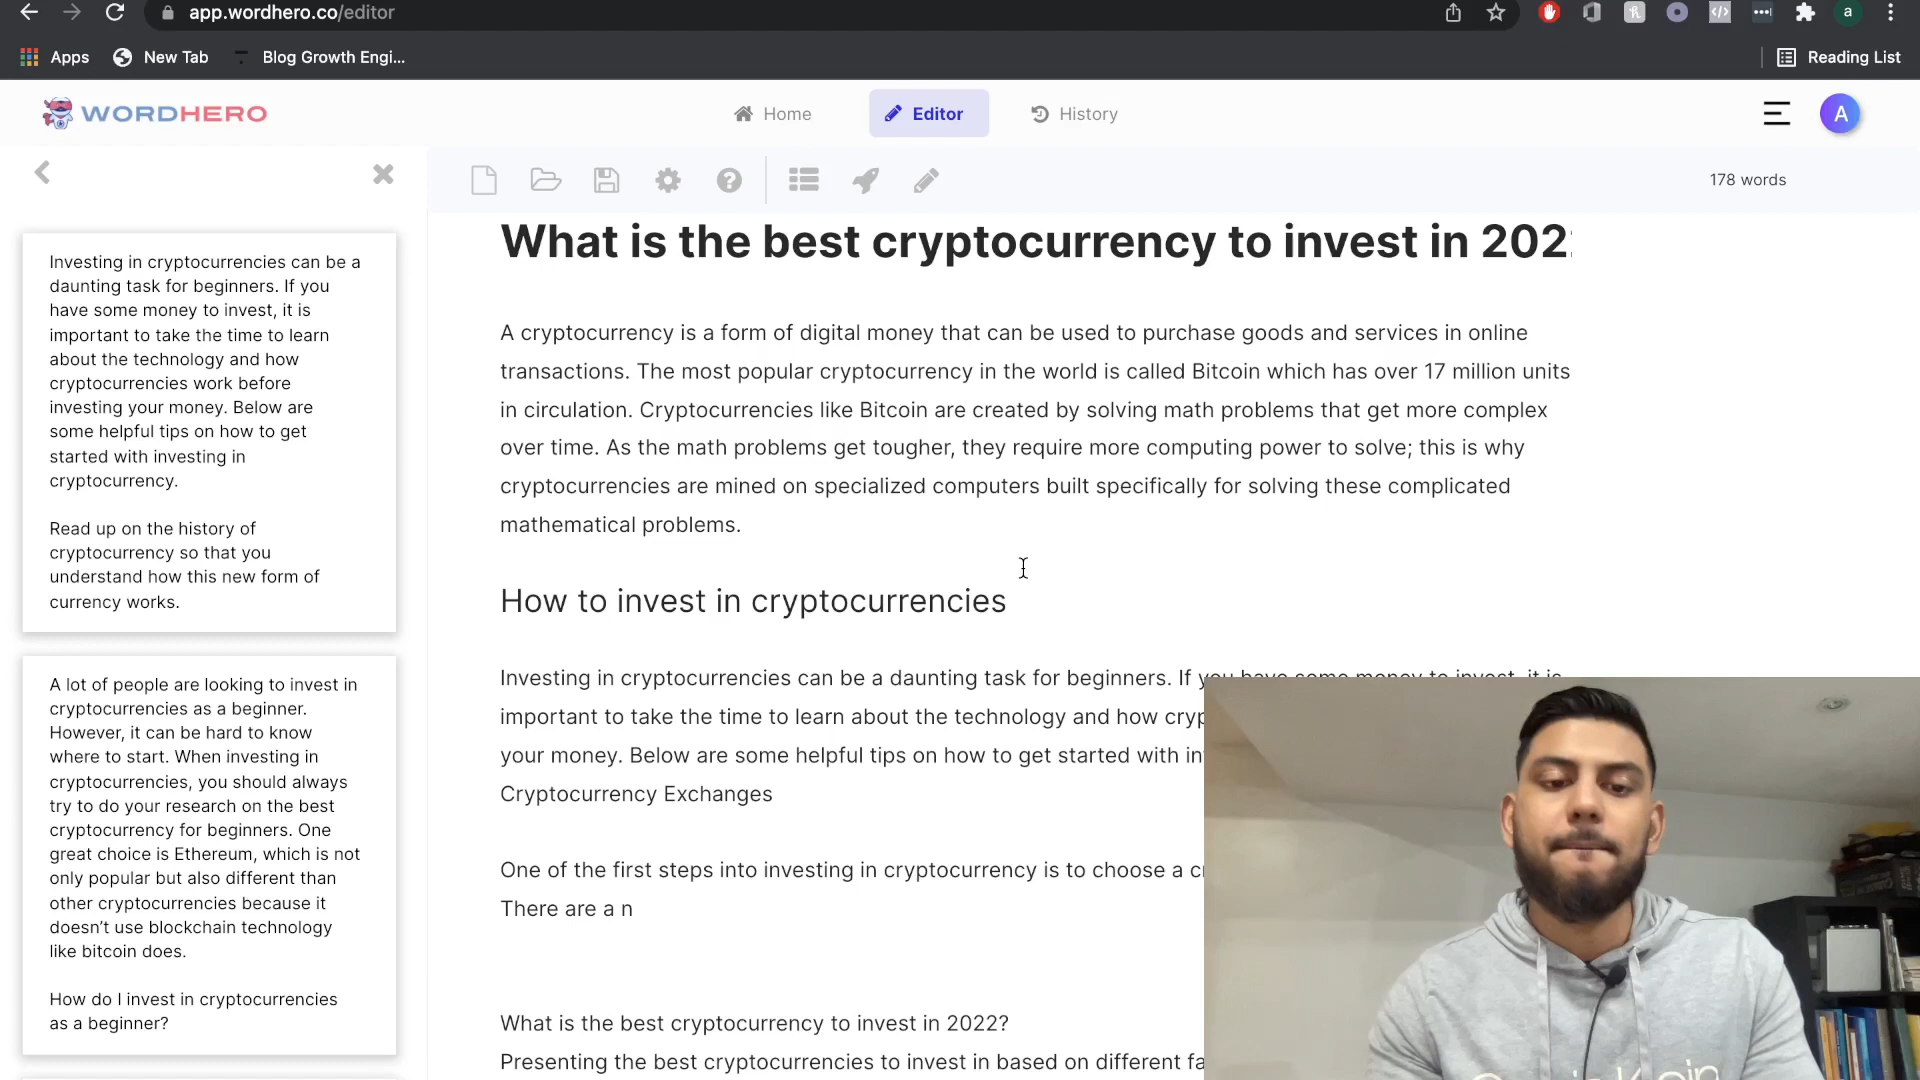 app.wordhero.co/editor
a
Apps
New Tab
Blog Growth Engi...
Reading List
WORDHERO
Home
Editor
History
A
178 words
Investing in cryptocurrencies can be a
daunting task for beginners. If you
have some money to invest, it is
important to take the time to learn
about the technology and how
cryptocurrencies work before
investing your money. Below are
some helpful tips on how to get
started with investing in
cryptocurrency.
Read up on the history of
cryptocurrency so that you
understand how this new form of
currency works.
A lot of people are looking to invest in
cryptocurrencies as a beginner.
However, it can be hard to know
where to start. When investing in
cryptocurrencies, you should always
try to do your research on the best
cryptocurrency for beginners. One
great choice is Ethereum, which is not
only popular but also different than
other cryptocurrencies because it
doesn't use blockchain technology
like bitcoin does.
How do I invest in cryptocurrencies
as a beginner?
What is the best cryptocurrency to invest in 202
A cryptocurrency is a form of digital money that can be used to purchase goods and services in online
transactions. The most popular cryptocurrency in the world is called Bitcoin which has over 17 million units
in circulation. Cryptocurrencies like Bitcoin are created by solving math problems that get more complex
over time. As the math problems get tougher, they require more computing power to solve; this is why
cryptocurrencies are mined on specialized computers built specifically for solving these complicated
mathematical problems.
How to invest in cryptocurrencies
Investing in cryptocurrencies can be a daunting task for beginners. If you have some money to invest, it is
important to take the time to learn about the technology and how cryp
your money. Below are some helpful tips on how to get started with in
Cryptocurrency Exchanges
One of the first steps into investing in cryptocurrency is to choose a c
There are a n
What is the best cryptocurrency to invest in 2022?
Presenting the best cryptocurrencies to invest in based on different fa